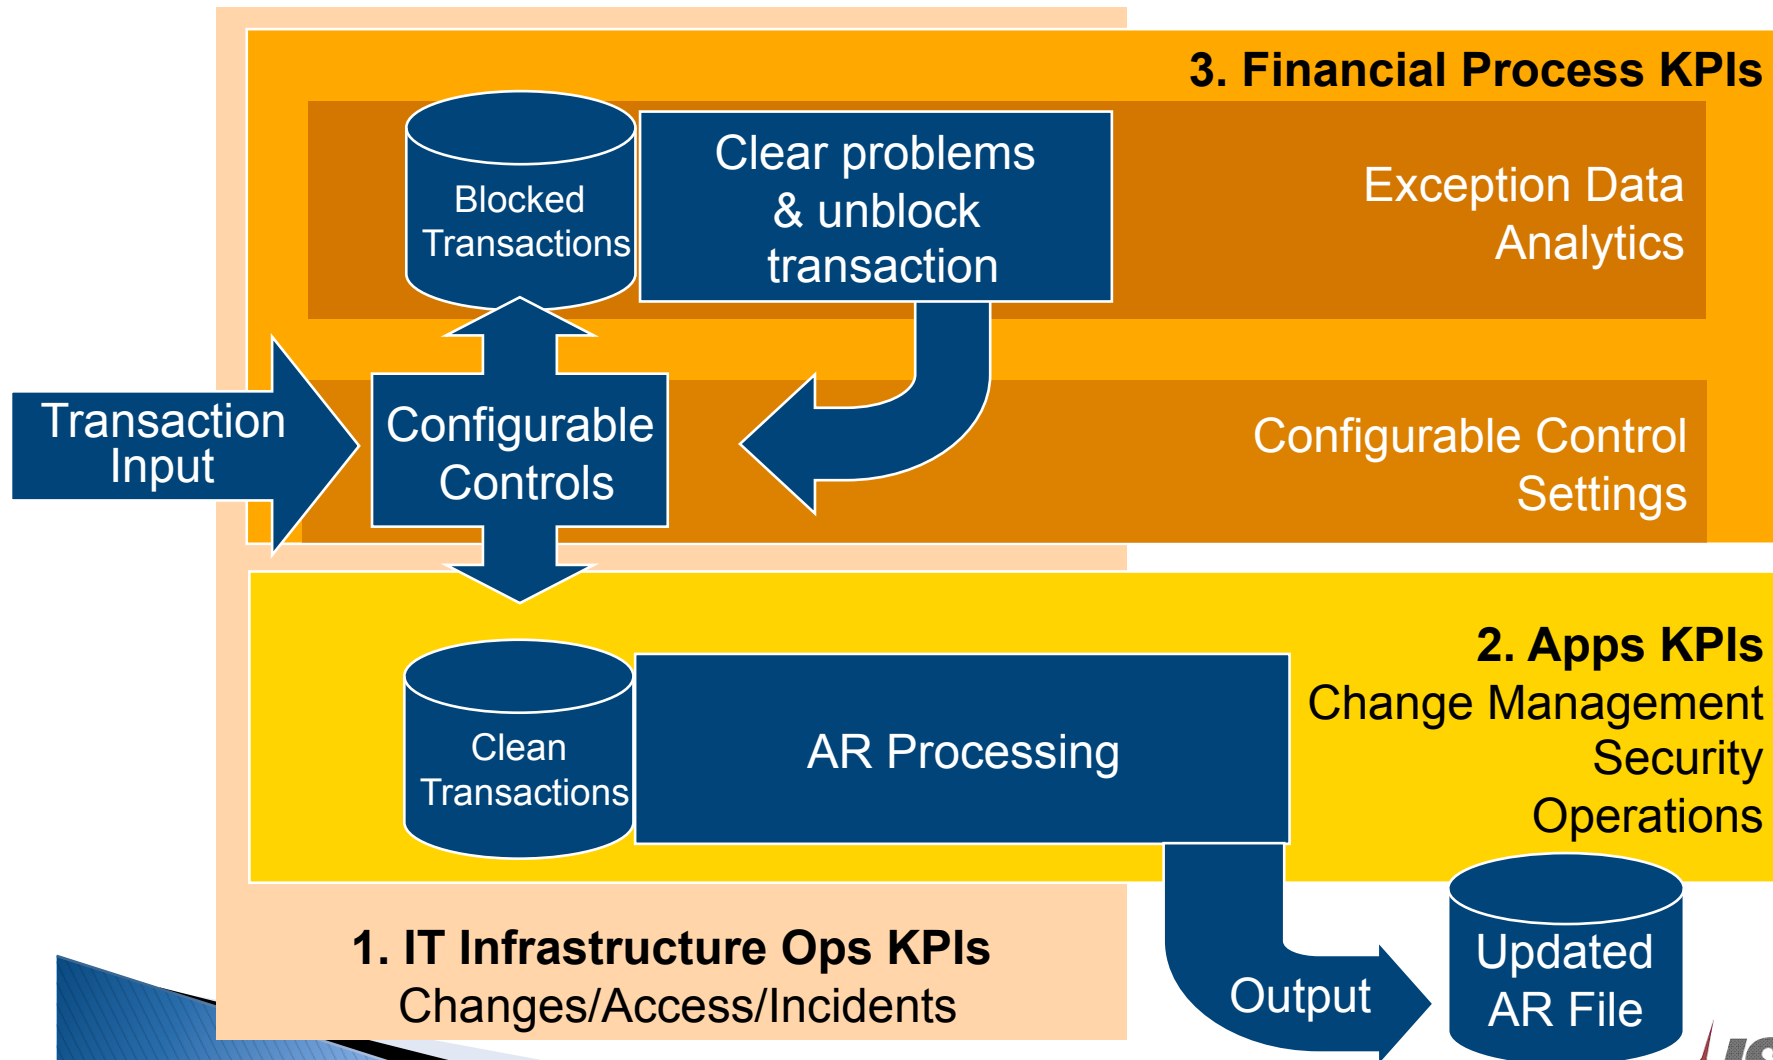 3. Financial Process KPIs
Blocked
Transactions
Clear problems
& unblock
transaction
Exception Data
Analytics
Transaction
Input
Configurable
Controls
Configurable Control
Settings
2. Apps KPIs
Change Management
Security
Operations
Clean
Transactions
AR Processing
1. IT Infrastructure Ops KPIs
Changes/Access/Incidents
Output
Updated
AR File